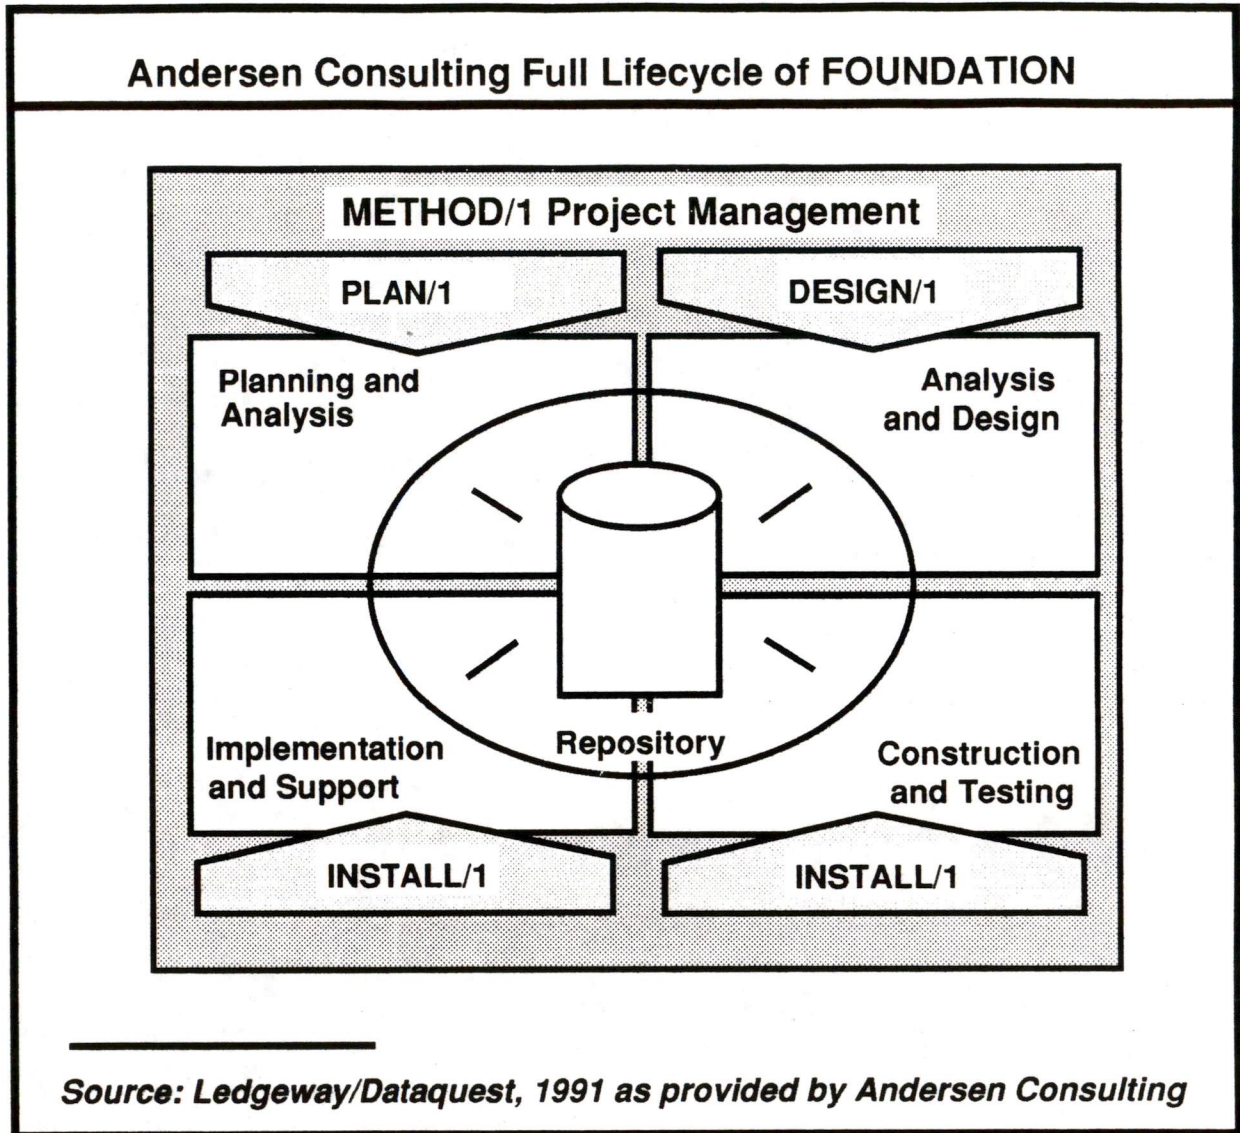 Andersen Consulting Full Lifecycle of FOUNDATION
METHOD/1 Project Management
PLAN/1
DESIGN/1
Planning and
Analysis
Analysis
and Design
Repository
Implementation
and Support
Construction
and Testing
INSTALL/1
INSTALL/1
Source: Ledgeway/Dataquest, 1991 as provided by Andersen Consulting